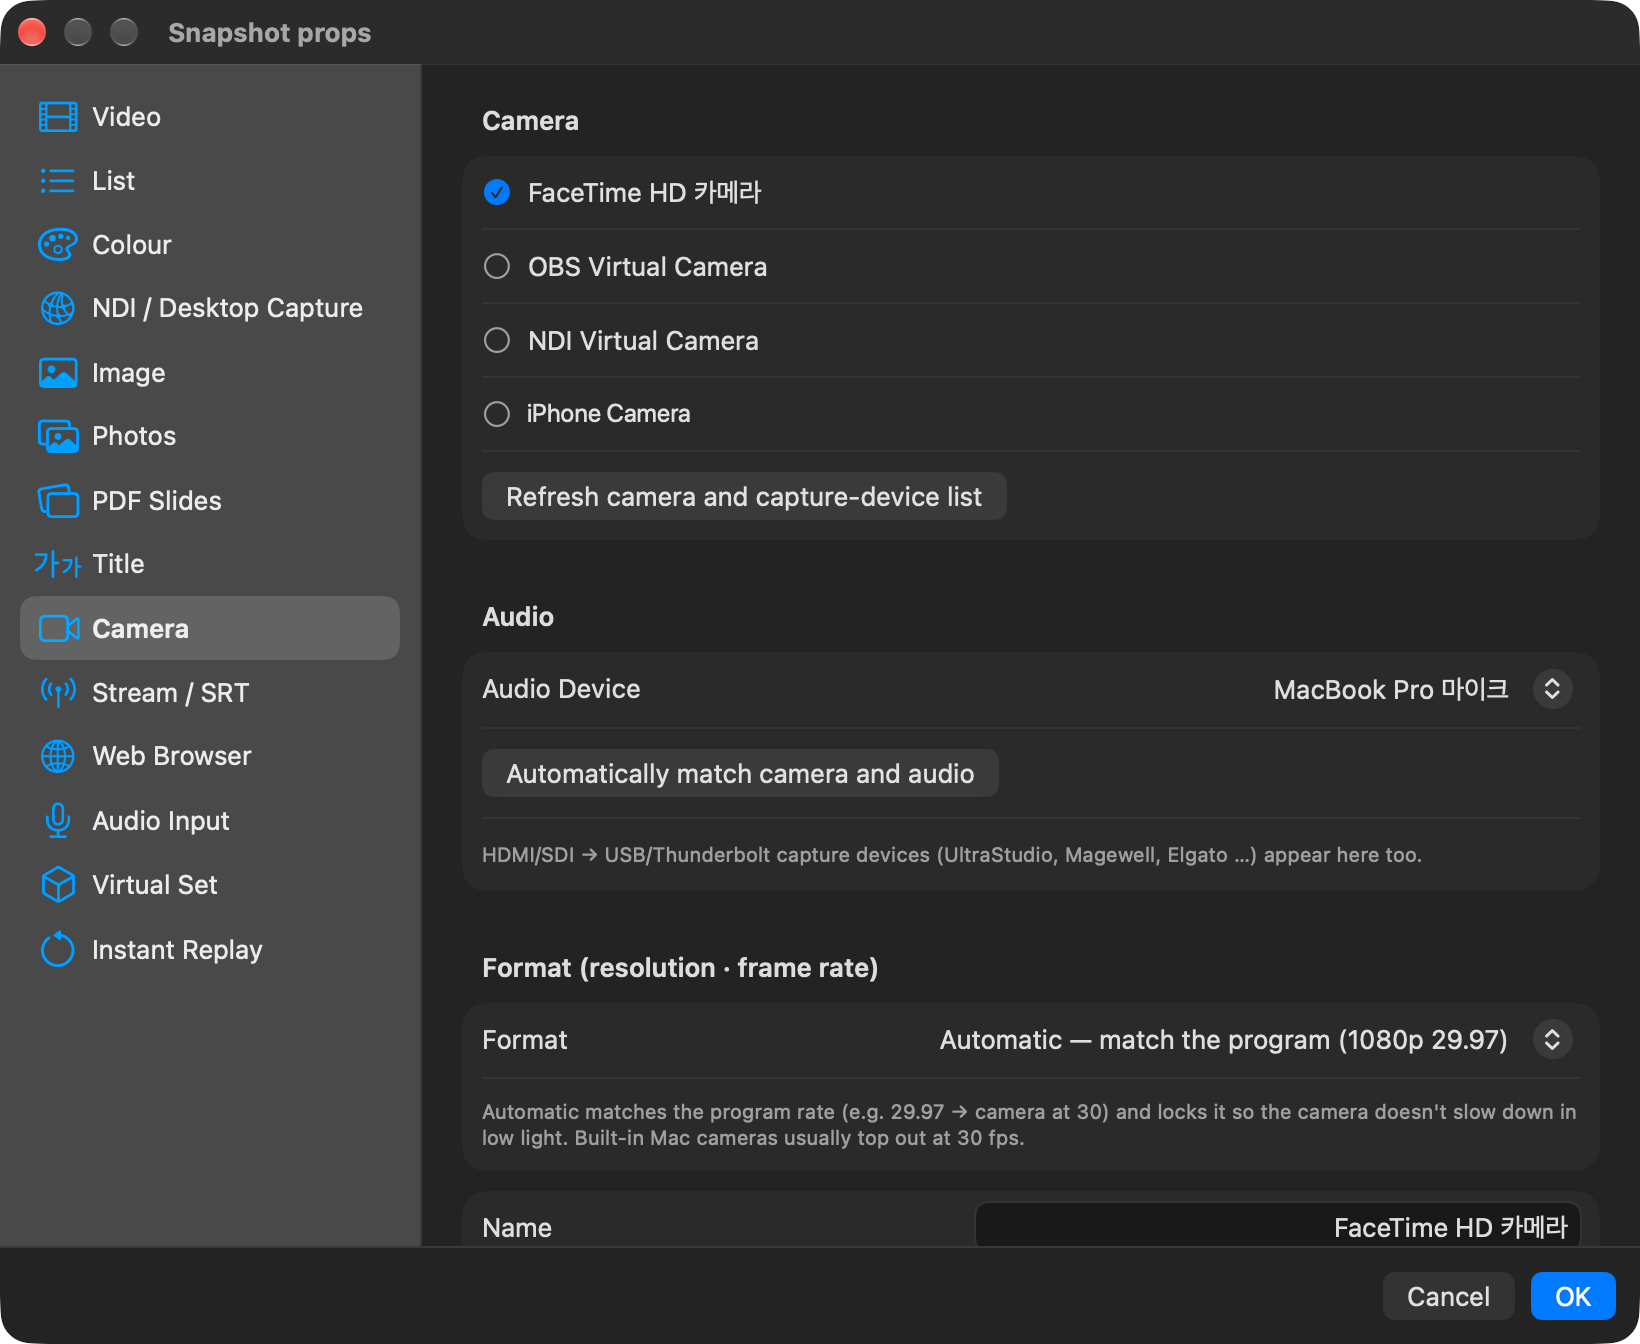 Snapshot props
Video
List
Colour
NDI / Desktop Capture
Image
Photos
PDF Slides
가가 Title
Camera
Stream / SRT
Web Browser
Audio Input
Virtual Set
Instant Replay
Camera
FaceTime HD 카메라
OBS Virtual Camera
NDI Virtual Camera
iPhone Camera
Refresh camera and capture-device list
Audio
Audio Device MacBook Pro 마이크
Automatically match camera and audio
HDMI/SDI → USB/Thunderbolt capture devices (UltraStudio, Magewell, Elgato ...) appear here too.
Format (resolution · frame rate)
Format Automatic — match the program (1080p 29.97)
Automatic matches the program rate (e.g. 29.97 → camera at 30) and locks it so the camera doesn't slow down in
low light. Built-in Mac cameras usually top out at 30 fps.
Name FaceTime HD 카메라
Cancel OK